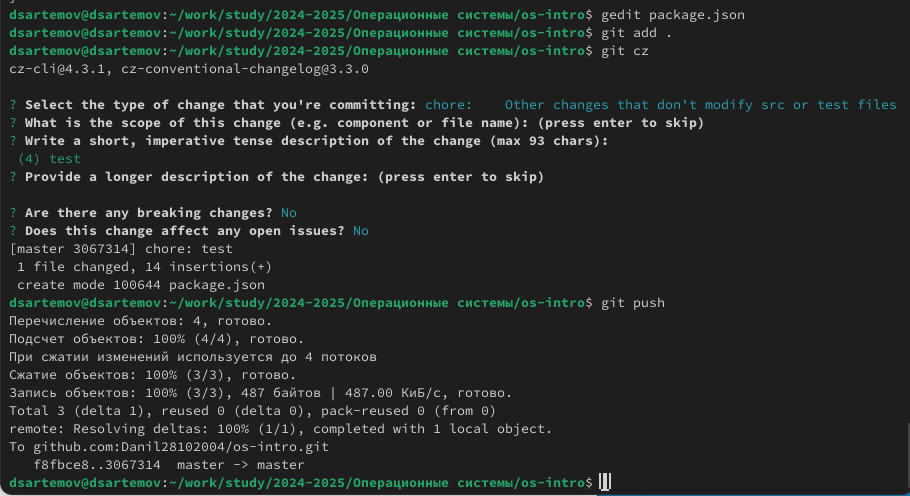 dsartemov@dsartemov:~/work/study/2024-2025/Операционные системы/os-intro$ gedit package.json
dsartemov@dsartemov:~/work/study/2024-2025/Операционные системы/os-intro$ git add .
dsartemov@dsartemov:~/work/study/2024-2025/Операционные системы/os-intro$ git cz
cz-cli@4.3.1, cz-conventional-changelog@3.3.0
? Select the type of change that you're committing: chore:    Other changes that don't modify src or test files
? What is the scope of this change (e.g. component or file name): (press enter to skip)
? Write a short, imperative tense description of the change (max 93 chars):
(4) test
? Provide a longer description of the change: (press enter to skip)
? Are there any breaking changes? No
? Does this change affect any open issues? No
[master 3067314] chore: test
1 file changed, 14 insertions(+)
create mode 100644 package.json
dsartemov@dsartemov:~/work/study/2024-2025/Операционные системы/os-intro$ git push
Перечисление объектов: 4, готово.
Подсчет объектов: 100% (4/4), готово.
При сжатии изменений используется до 4 потоков
Сжатие объектов: 100% (3/3), готово.
Запись объектов: 100% (3/3), 487 байтов | 487.00 КиБ/с, готово.
Total 3 (delta 1), reused 0 (delta 0), pack-reused 0 (from 0)
remote: Resolving deltas: 100% (1/1), completed with 1 local object.
To github.com:Danil28102004/os-intro.git
f8fbce8..3067314  master -> master
dsartemov@dsartemov:~/work/study/2024-2025/Операционные системы/os-intro$